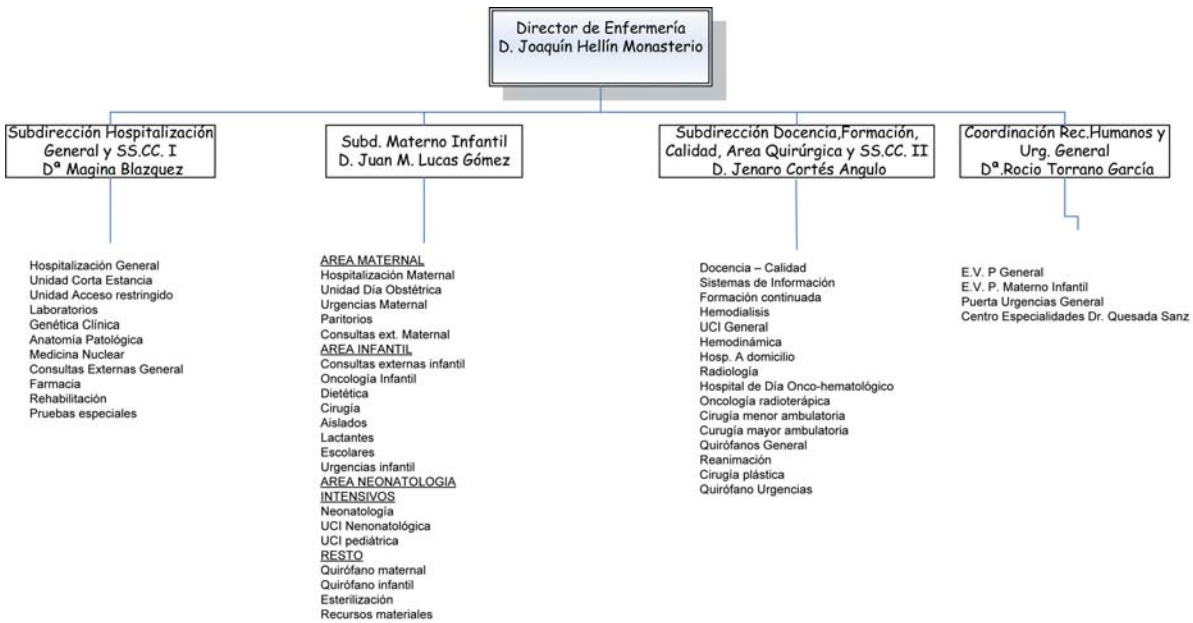 Director de Enfermería
D. Joaquín Hellín Monasterio
Subdirección Hospitalización
General y SS.CC. I
Dª Magina Blazquez
Subd. Materno Infantil
D. Juan M. Lucas Gómez
Subdirección Docencia,Formación,
Calidad, Area Quirúrgica y SS.CC. II
D. Jenaro Cortés Angulo
Coordinación Rec.Humanos y
Urg. General
Dª.Rocio Torrano García
Hospitalización General
Unidad Corta Estancia
Unidad Acceso restringido
Laboratorios
Genética Clínica
Anatomía Patológica
Medicina Nuclear
Consultas Externas General
Farmacia
Rehabilitación
Pruebas especiales
AREA MATERNAL
Hospitalización Maternal
Unidad Día Obstétrica
Urgencias Maternal
Paritorios
Consultas ext. Maternal
AREA INFANTIL
Consultas externas infantil
Oncología Infantil
Dietética
Cirugía
Aislados
Lactantes
Escolares
Urgencias infantil
AREA NEONATOLOGIA
INTENSIVOS
Neonatología
UCI Nenonatológica
UCI pediátrica
RESTO
Quirófano maternal
Quirófano infantil
Esterilización
Recursos materiales
Docencia – Calidad
Sistemas de Información
Formación continuada
Hemodialisis
UCI General
Hemodinámica
Hosp. A domicilio
Radiología
Hospital de Día Onco-hematológico
Oncología radioterápica
Cirugía menor ambulatoria
Curugía mayor ambulatoria
Quirófanos General
Reanimación
Cirugía plástica
Quirófano Urgencias
E.V. P General
E.V. P. Materno Infantil
Puerta Urgencias General
Centro Especialidades Dr. Quesada Sanz